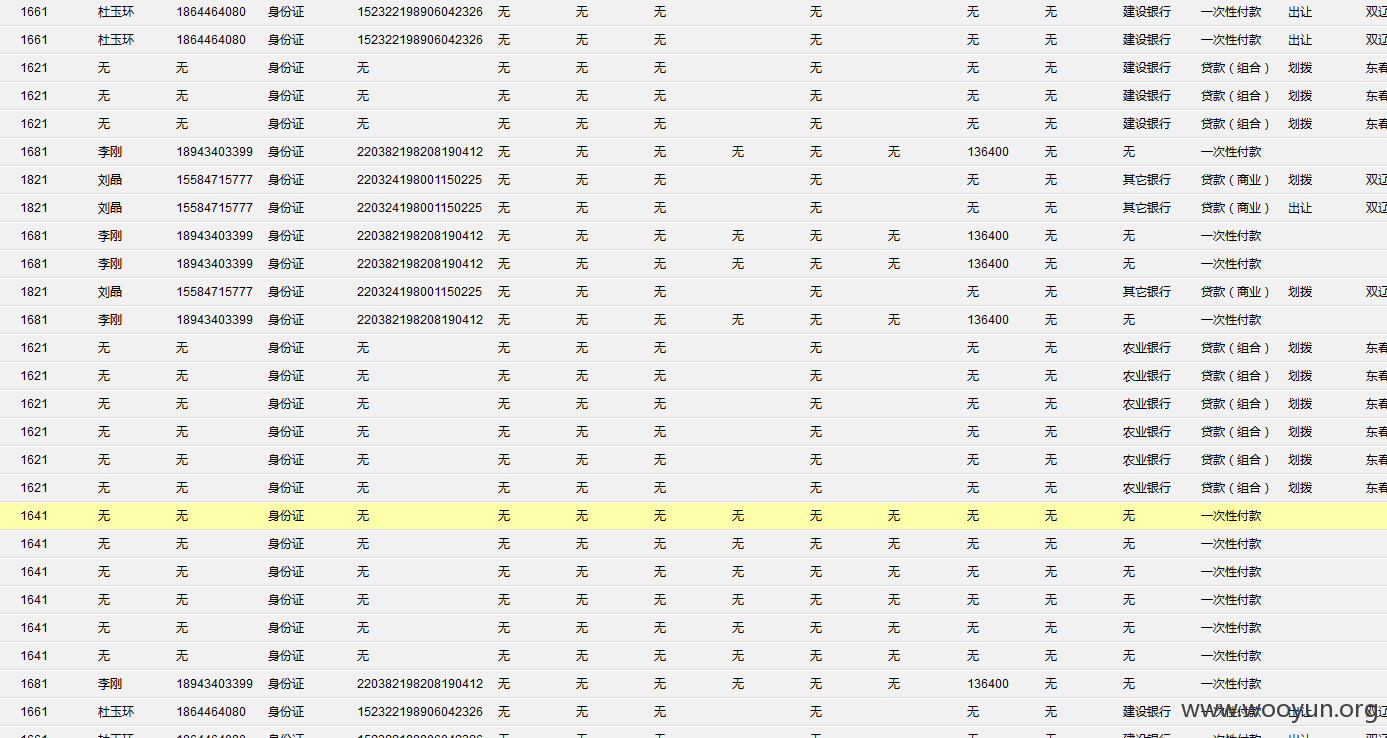 1661 杜玉环 1864464080 身份证 152322198906042326 无 无 无 无 无 无 建设银行 一次性付款 出让 双辽
1661 杜玉环 1864464080 身份证 152322198906042326 无 无 无 无 无 无 建设银行 一次性付款 出让 双辽
1621 无 无 身份证 无 无 无 无 无 无 无 建设银行 贷款（组合） 划拨 东春
1621 无 无 身份证 无 无 无 无 无 无 无 建设银行 贷款（组合） 划拨 东春
1621 无 无 身份证 无 无 无 无 无 无 无 建设银行 贷款（组合） 划拨 东春
1681 李刚 18943403399 身份证 220382198208190412 无 无 无 无 无 无 136400 无 无 一次性付款
1821 刘晶 15584715777 身份证 220324198001150225 无 无 无 无 无 无 其它银行 贷款（商业） 划拨 双辽
1821 刘晶 15584715777 身份证 220324198001150225 无 无 无 无 无 无 其它银行 贷款（商业） 出让 双辽
1681 李刚 18943403399 身份证 220382198208190412 无 无 无 无 无 无 136400 无 无 一次性付款
1681 李刚 18943403399 身份证 220382198208190412 无 无 无 无 无 无 136400 无 无 一次性付款
1821 刘晶 15584715777 身份证 220324198001150225 无 无 无 无 无 无 其它银行 贷款（商业） 划拨 双辽
1681 李刚 18943403399 身份证 220382198208190412 无 无 无 无 无 无 136400 无 无 一次性付款
1621 无 无 身份证 无 无 无 无 无 无 无 农业银行 贷款（组合） 划拨 东春
1621 无 无 身份证 无 无 无 无 无 无 无 农业银行 贷款（组合） 划拨 东春
1621 无 无 身份证 无 无 无 无 无 无 无 农业银行 贷款（组合） 划拨 东春
1621 无 无 身份证 无 无 无 无 无 无 无 农业银行 贷款（组合） 划拨 东春
1621 无 无 身份证 无 无 无 无 无 无 无 农业银行 贷款（组合） 划拨 东春
1621 无 无 身份证 无 无 无 无 无 无 无 农业银行 贷款（组合） 划拨 东春
1641 无 无 身份证 无 无 无 无 无 无 无 无 无 无 一次性付款
1641 无 无 身份证 无 无 无 无 无 无 无 无 无 无 一次性付款
1641 无 无 身份证 无 无 无 无 无 无 无 无 无 无 一次性付款
1641 无 无 身份证 无 无 无 无 无 无 无 无 无 无 一次性付款
1641 无 无 身份证 无 无 无 无 无 无 无 无 无 无 一次性付款
1641 无 无 身份证 无 无 无 无 无 无 无 无 无 无 一次性付款
1681 李刚 18943403399 身份证 220382198208190412 无 无 无 无 无 无 136400 无 无 一次性付款
1661 杜玉环 1864464080 身份证 152322198906042326 无 无 无 无 无 无 建设银行 一次性付款 出让 双辽
www.wooyun.org